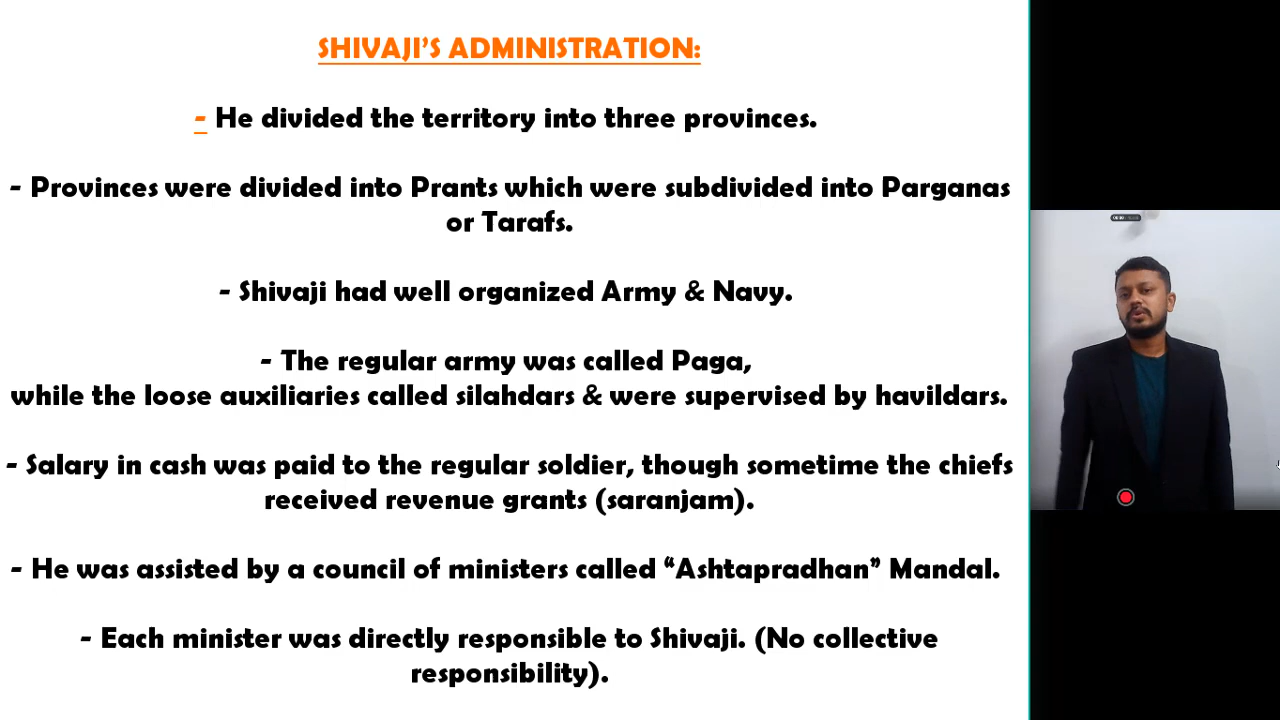 SHIVAJI’S ADMINISTRATION:
- He divided the territory into three provinces.
- Provinces were divided into Prants which were subdivided into Parganas
or Tarafs.
- Shivaji had well organized Army & Navy.
- The regular army was called Paga,
while the loose auxiliaries called silahdars & were supervised by havildars.
- Salary in cash was paid to the regular soldier, though sometime the chiefs
received revenue grants (saranjam).
- He was assisted by a council of ministers called “Ashtapradhan” Mandal.
- Each minister was directly responsible to Shivaji. (No collective
responsibility).